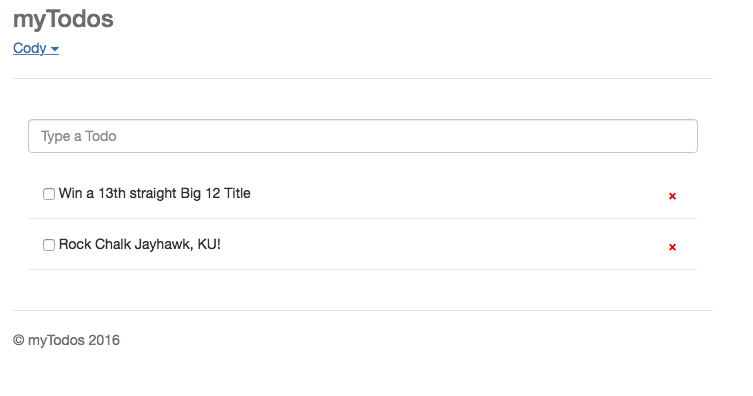 myTodos
Cody
Type a Todo
Win a 13th straight Big 12 Title
Rock Chalk Jayhawk, KU!
© myTodos 2016